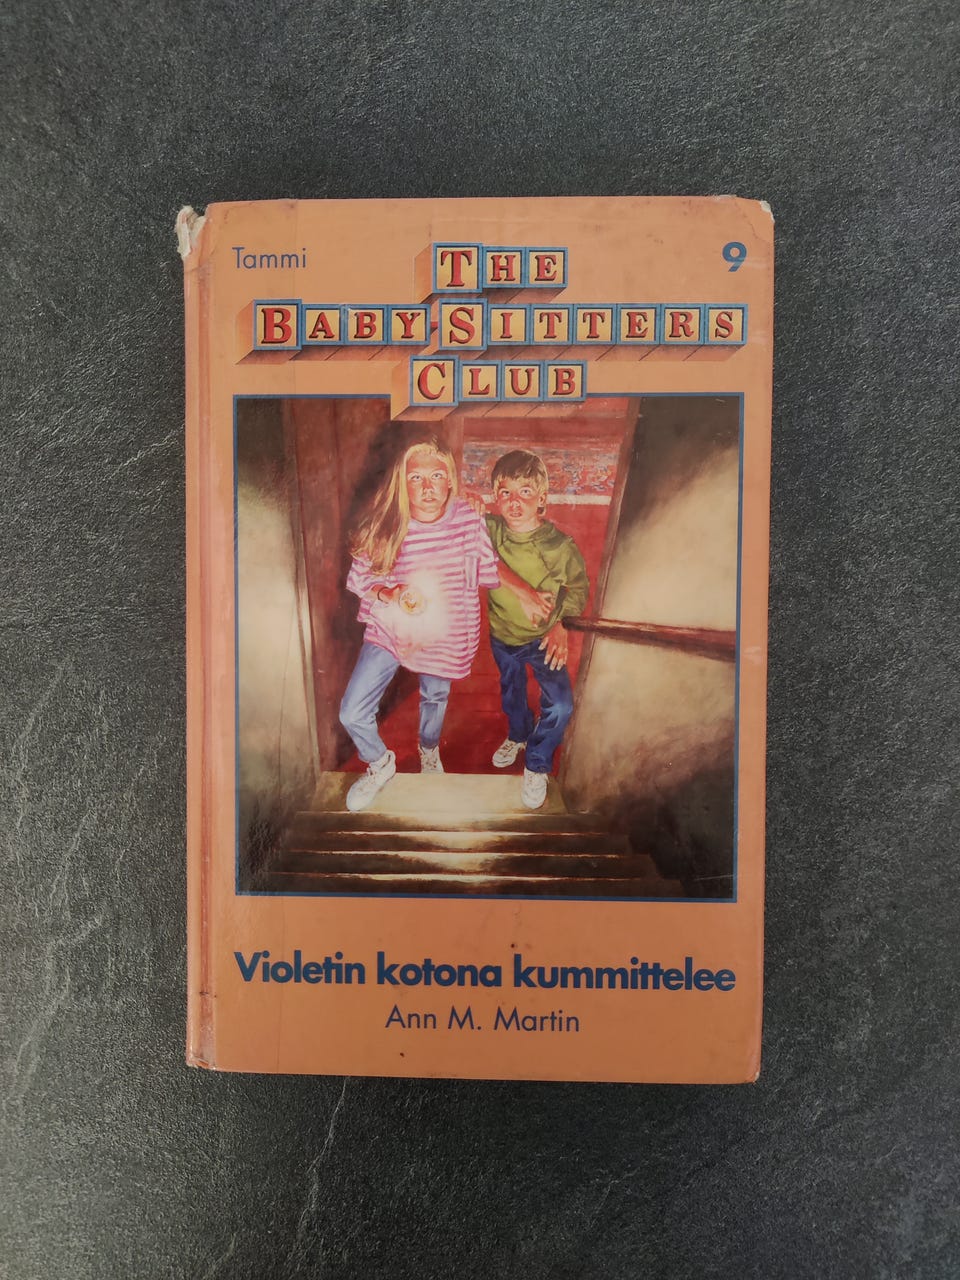 Tammi
9
THE
BABY-SITTERS
CLUB
Violetin kotona kummittelee
Ann M. Martin